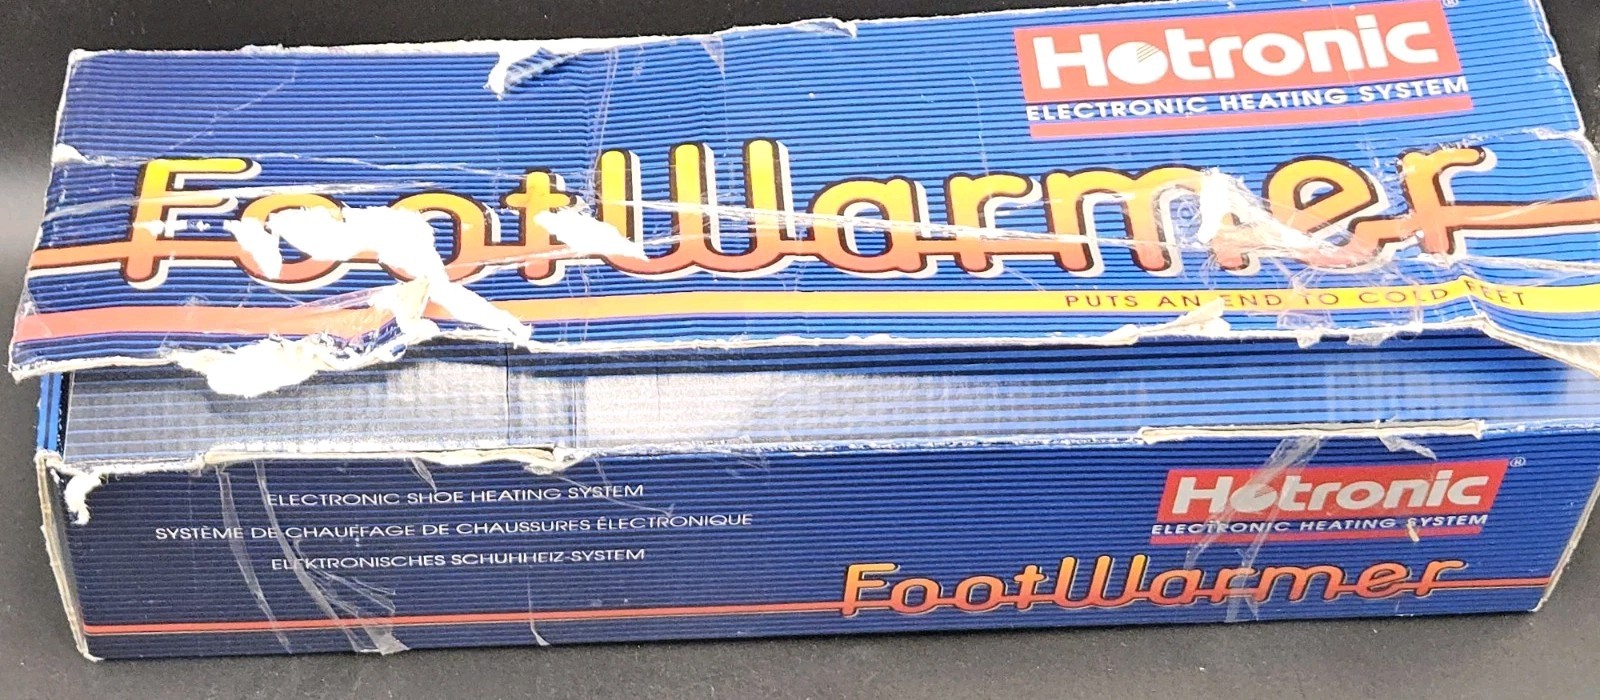 Hotronic®
ELECTRONIC HEATING SYSTEM
FootWarmer
PUTS AN END TO COLD FEET
ELECTRONIC SHOE HEATING SYSTEM
SYSTÈME DE CHAUFFAGE DE CHAUSSURES ÉLECTRONIQUE
ELEKTRONISCHES SCHUHHEIZ-SYSTEM
Hotronic®
ELECTRONIC HEATING SYSTEM
FootWarmer